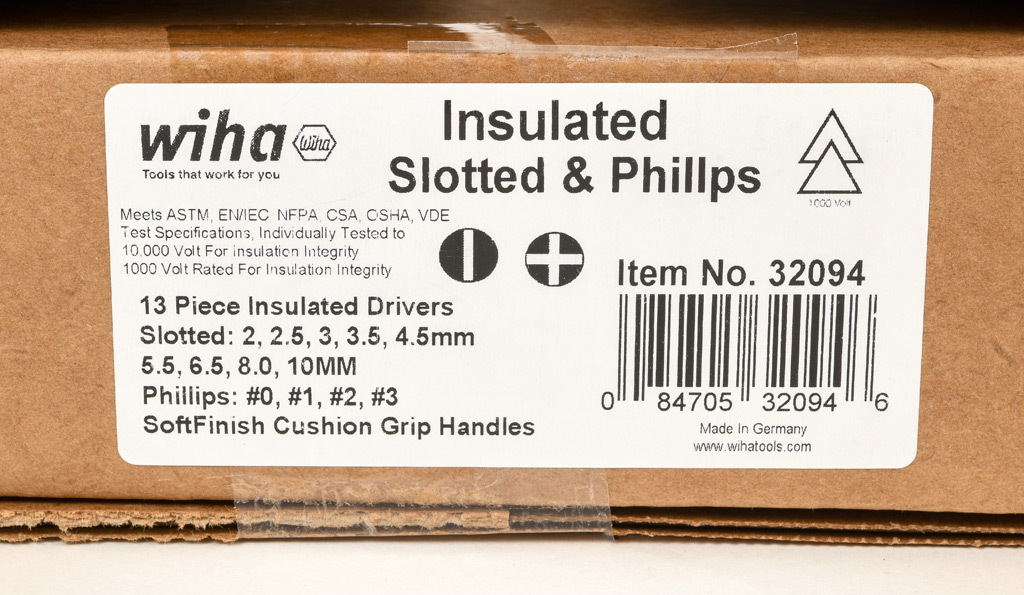 wiha
Wiha
Tools that work for you
Insulated
Slotted & Phillps
1000 Volt
Meets ASTM, EN/IEC, NFPA, CSA, OSHA, VDE
Test Specifications, Individually Tested to
10,000 Volt For Insulation Integrity
1000 Volt Rated For Insulation Integrity
13 Piece Insulated Drivers
Slotted: 2, 2.5, 3, 3.5, 4.5mm
5.5, 6.5, 8.0, 10MM
Phillips: #0, #1, #2, #3
SoftFinish Cushion Grip Handles
Item No. 32094
0 84705 32094 6
Made In Germany
www.wihatools.com